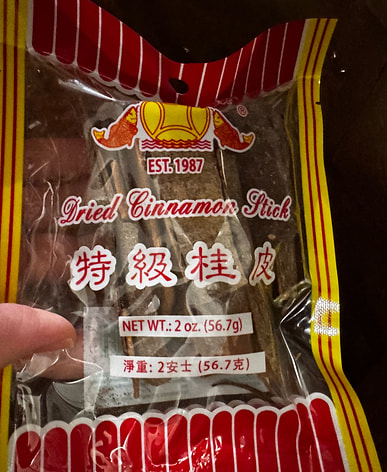 ®
EST. 1987
Dried Cinnamon Stick
特級桂皮
NET WT.: 2 oz. (56.7g)
淨重: 2安士 (56.7克)